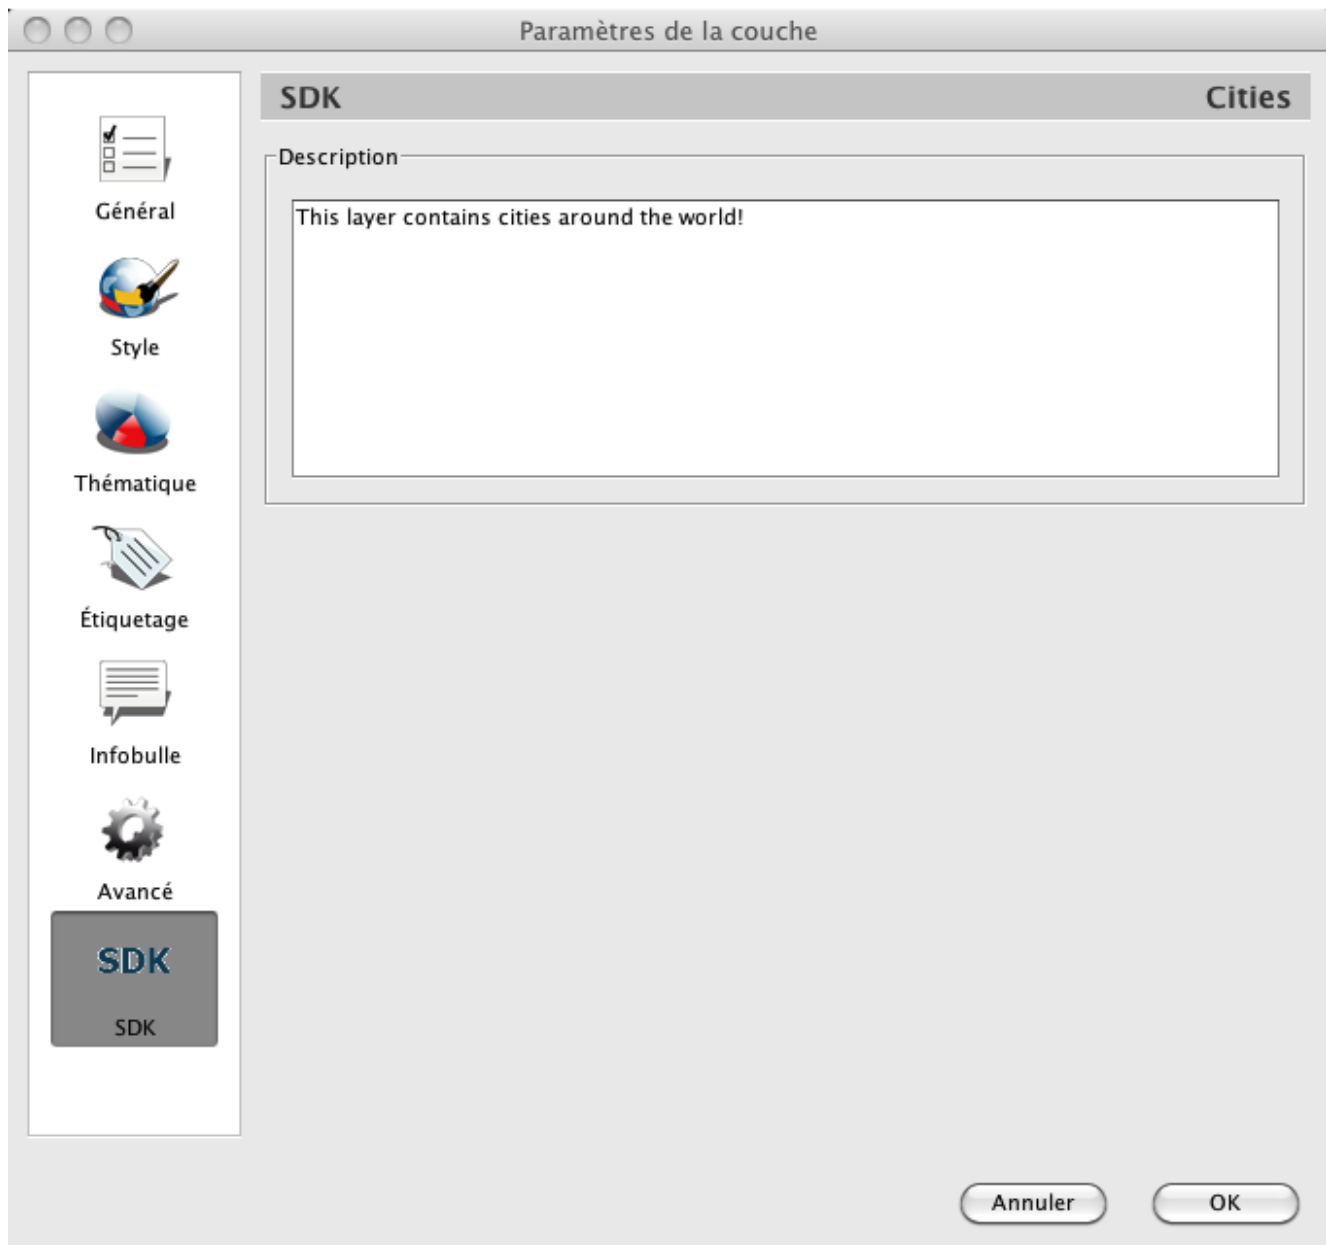 Paramètres de la couche
SDK Cities
Description
This layer contains cities around the world!
Général
Style
Thématique
Étiquetage
Infobulle
Avancé
SDK
SDK
Annuler OK